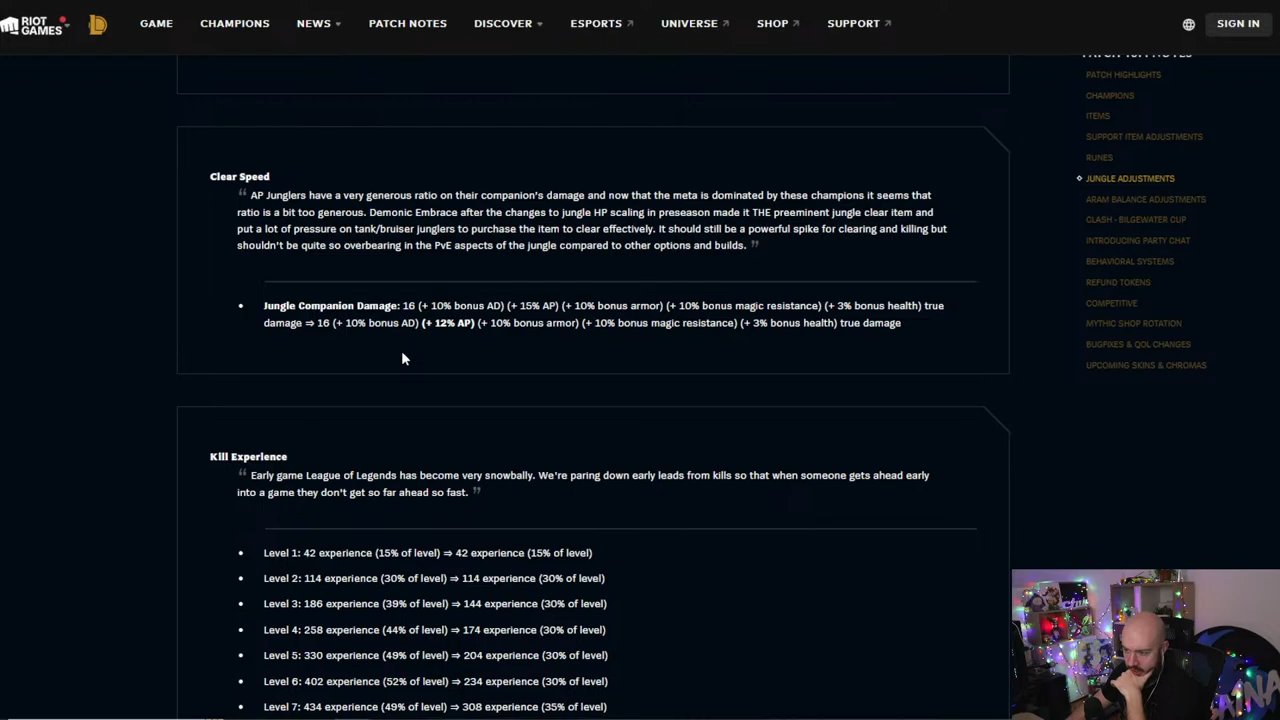 RIOT GAMES
GAME CHAMPIONS NEWS PATCH NOTES DISCOVER ESPORTS UNIVERSE SHOP SUPPORT SIGN IN
PATCH HIGHLIGHTS
CHAMPIONS
ITEMS
SUPPORT ITEM ADJUSTMENTS
RUNES
JUNGLE ADJUSTMENTS
ARAM BALANCE ADJUSTMENTS
CLASH - BILGEWATER CUP
INTRODUCING PARTY CHAT
BEHAVIORAL SYSTEMS
REFUND TOKENS
COMPETITIVE
MYTHIC SHOP ROTATION
BUGFIXES & QOL CHANGES
UPCOMING SKINS & CHROMAS
Clear Speed
" AP Junglers have a very generous ratio on their companion's damage and now that the meta is dominated by these champions it seems that
ratio is a bit too generous. Demonic Embrace after the changes to jungle HP scaling in preseason made it THE preeminent jungle clear item and
put a lot of pressure on tank/bruiser junglers to purchase the item to clear effectively. It should still be a powerful spike for clearing and killing but
shouldn't be quite so overbearing in the PvE aspects of the jungle compared to other options and builds. "
• Jungle Companion Damage: 16 (+ 10% bonus AD) (+ 15% AP) (+ 10% bonus armor) (+ 10% bonus magic resistance) (+ 3% bonus health) true
damage ⇒ 16 (+ 10% bonus AD) (+ 12% AP) (+ 10% bonus armor) (+ 10% bonus magic resistance) (+ 3% bonus health) true damage
Kill Experience
" Early game League of Legends has become very snowbally. We're paring down early leads from kills so that when someone gets ahead early
into a game they don't get so far ahead so fast. "
• Level 1: 42 experience (15% of level) ⇒ 42 experience (15% of level)
• Level 2: 114 experience (30% of level) ⇒ 114 experience (30% of level)
• Level 3: 186 experience (39% of level) ⇒ 144 experience (30% of level)
• Level 4: 258 experience (44% of level) ⇒ 174 experience (30% of level)
• Level 5: 330 experience (49% of level) ⇒ 204 experience (30% of level)
• Level 6: 402 experience (52% of level) ⇒ 234 experience (30% of level)
• Level 7: 434 experience (49% of level) ⇒ 308 experience (35% of level)